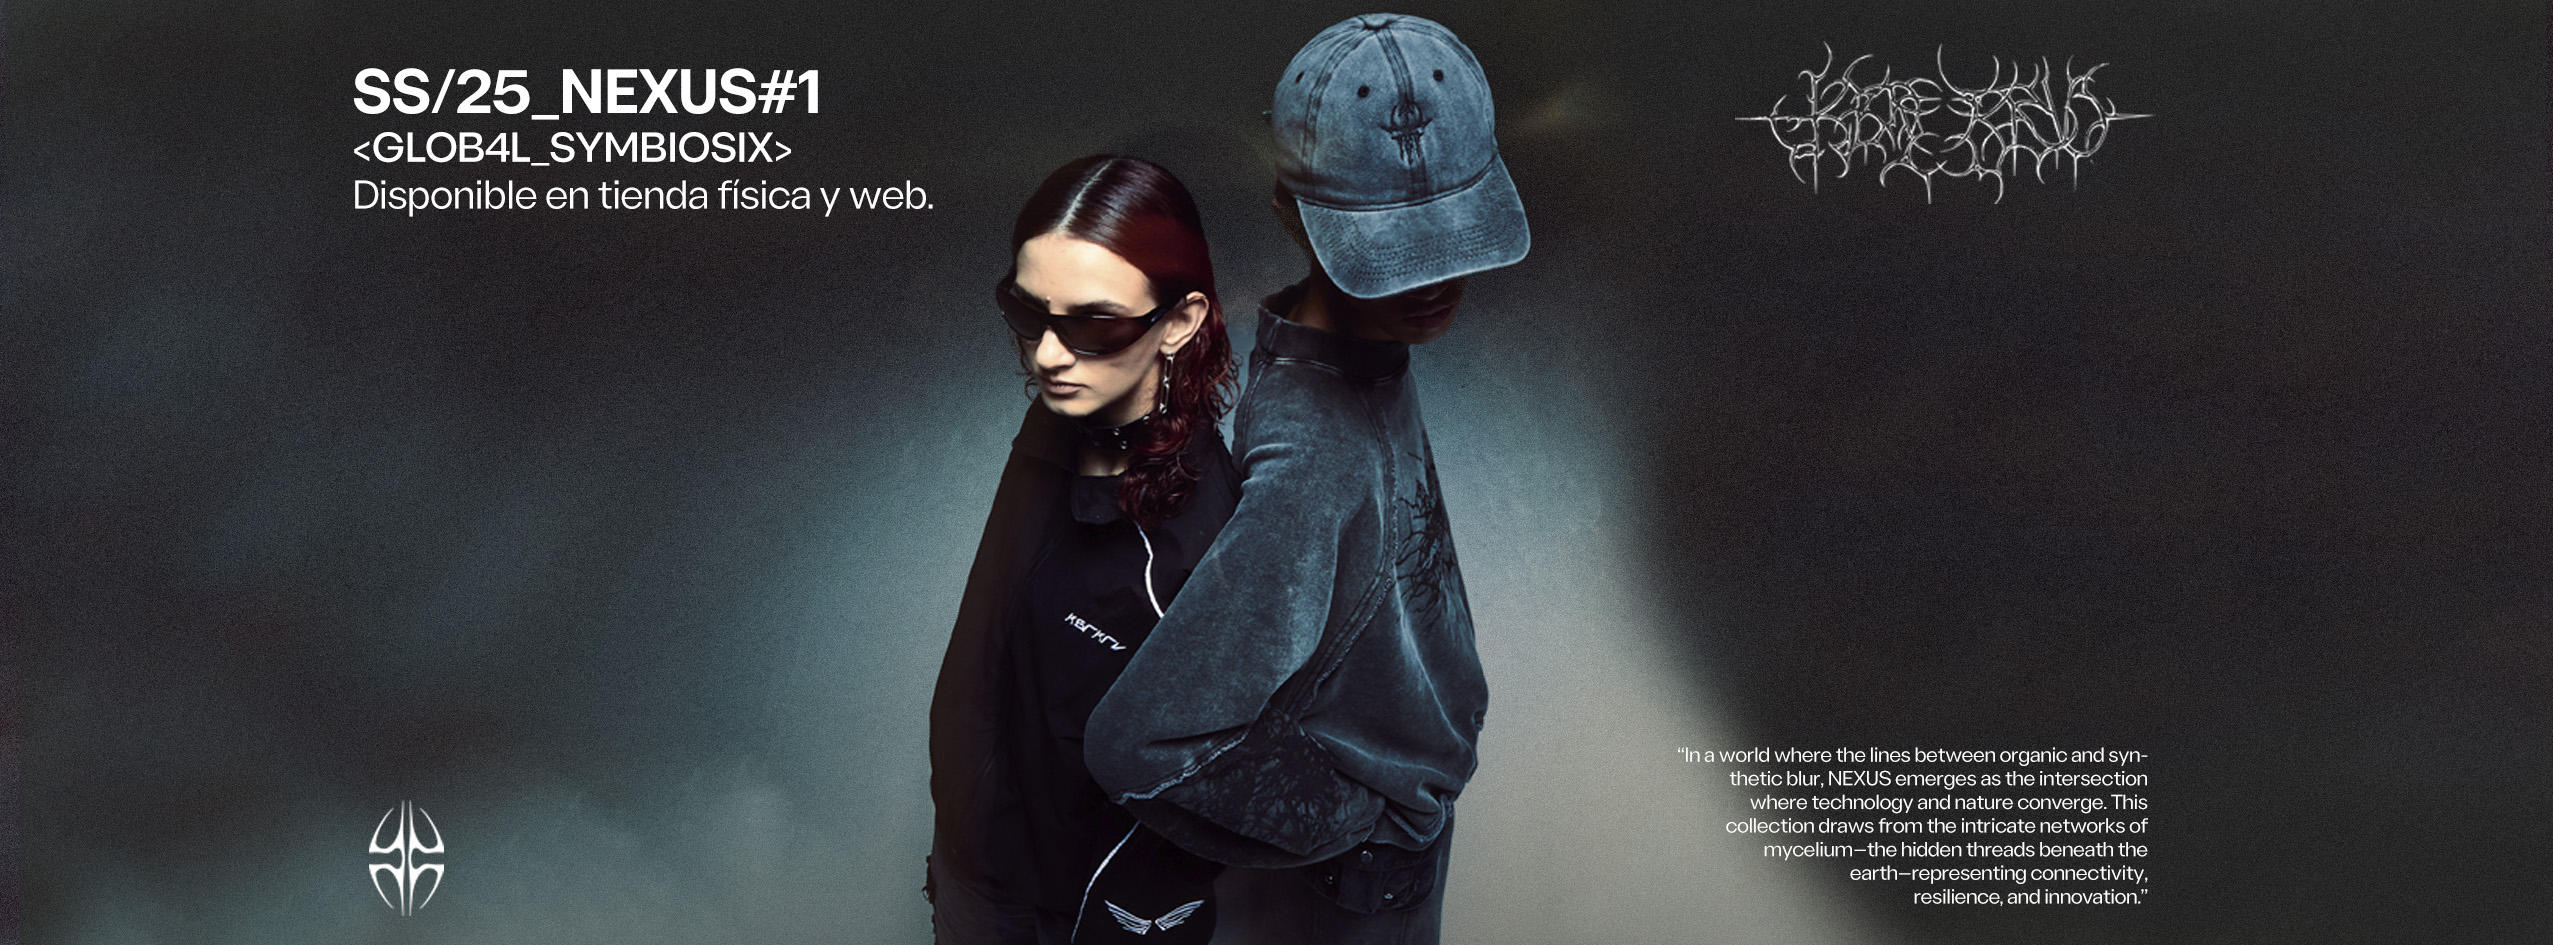 SS/25_NEXUS#1
<GLOB4L_SYMBIOSIX>
Disponible en tienda física y web.
“In a world where the lines between organic and syn-
thetic blur, NEXUS emerges as the intersection
where technology and nature converge. This
collection draws from the intricate networks of
mycelium—the hidden threads beneath the
earth—representing connectivity,
resilience, and innovation.”